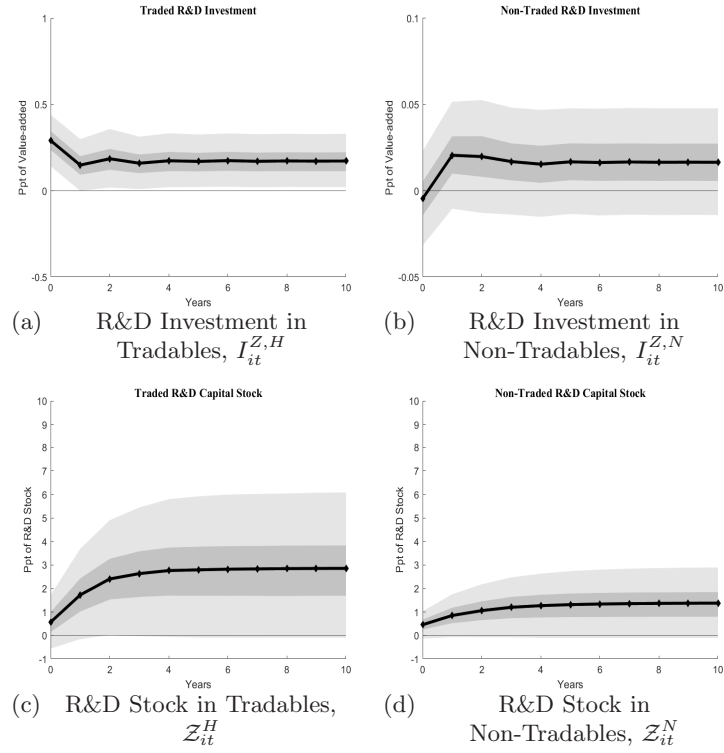 Traded R&D Investment
1
0.5
0
-0.5
Ppt of Value-added
0 2 4 6 8 10
Years
(a) R&D Investment in
Tradables, I_{it}^{Z,H}
Non-Traded R&D Investment
0.1
0.05
0
-0.05
Ppt of Value-added
0 2 4 6 8 10
Years
(b) R&D Investment in
Non-Tradables, I_{it}^{Z,N}
Traded R&D Capital Stock
10
9
8
7
6
5
4
3
2
1
0
-1
Ppt of R&D Stock
0 2 4 6 8 10
Years
(c) R&D Stock in Tradables,
𝒵_{it}^{H}
Non-Traded R&D Capital Stock
10
9
8
7
6
5
4
3
2
1
0
-1
Ppt of R&D Stock
0 2 4 6 8 10
Years
(d) R&D Stock in
Non-Tradables, 𝒵_{it}^{N}